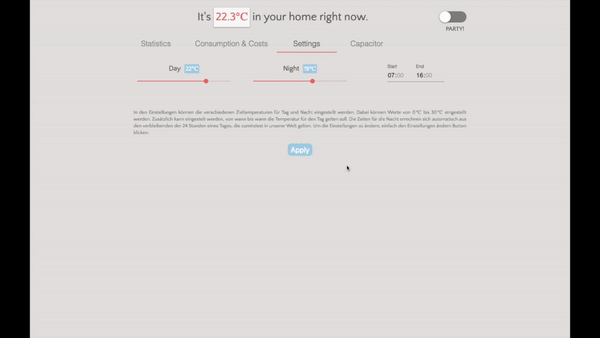 It's 22.3°C in your home right now.
PARTY!
Statistics Consumption & Costs Settings Capacitor
Day 22°C Night 19°C Start End
07:00 16:00
In den Einstellungen können die verschiedenen Zieltemperaturen für Tag und Nacht eingestellt werden. Dabei können Werte von 0°C bis 30°C eingestellt
werden. Zusätzlich kann eingestellt werden, von wann bis wann die Temperatur für den Tag gelten soll. Die Zeiten für die Nacht errechnen sich automatisch aus
den verbleibenden der 24 Stunden eines Tages, die zumindest in unserer Welt gelten. Um die Einstellungen zu ändern, einfach den Einstellungen ändern Button
klicken.
Apply